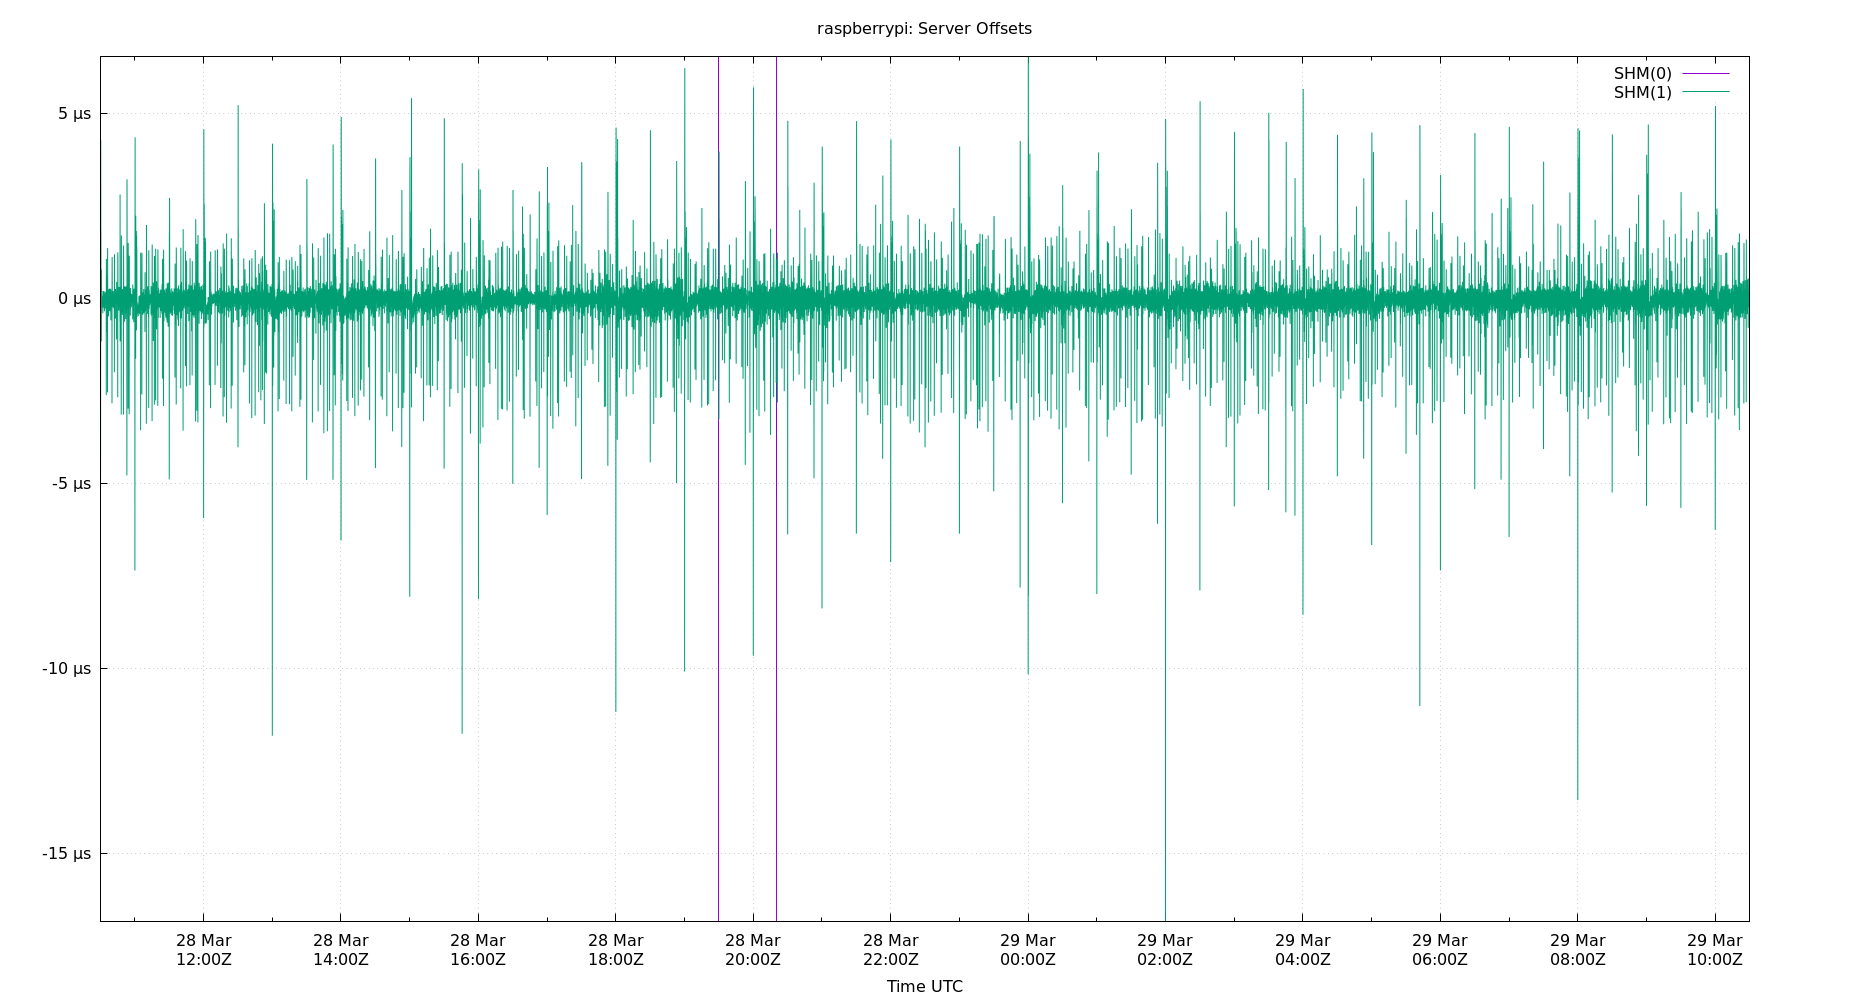 raspberrypi: Server Offsets
SHM(0)
SHM(1)
5 µs
0 µs
-5 µs
-10 µs
-15 µs
28 Mar 28 Mar 28 Mar 28 Mar 28 Mar 28 Mar 29 Mar 29 Mar 29 Mar 29 Mar 29 Mar 29 Mar
12:00Z 14:00Z 16:00Z 18:00Z 20:00Z 22:00Z 00:00Z 02:00Z 04:00Z 06:00Z 08:00Z 10:00Z
Time UTC